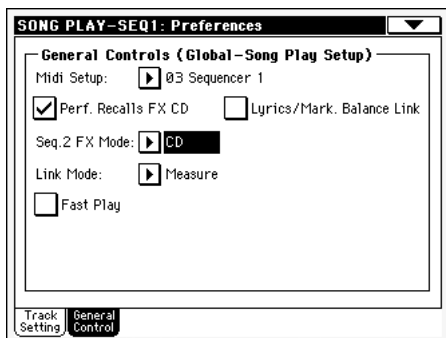 SONG PLAY-SEQ1: Preferences
General Controls (Global-Song Play Setup)
Midi Setup: 03 Sequencer 1
Perf. Recalls FX CD Lyrics/Mark. Balance Link
Seq.2 FX Mode: CD
Link Mode: Measure
Fast Play
Track Setting General Control